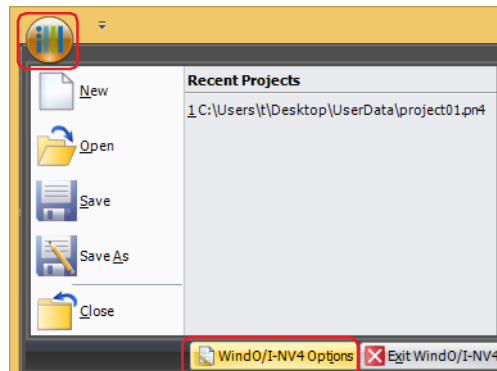 New
Open
Save
Save As
Close
Recent Projects
1 C:\Users\t\Desktop\UserData\project01.pn4
WindO/I-NV4 Options
Exit WindO/I-NV4